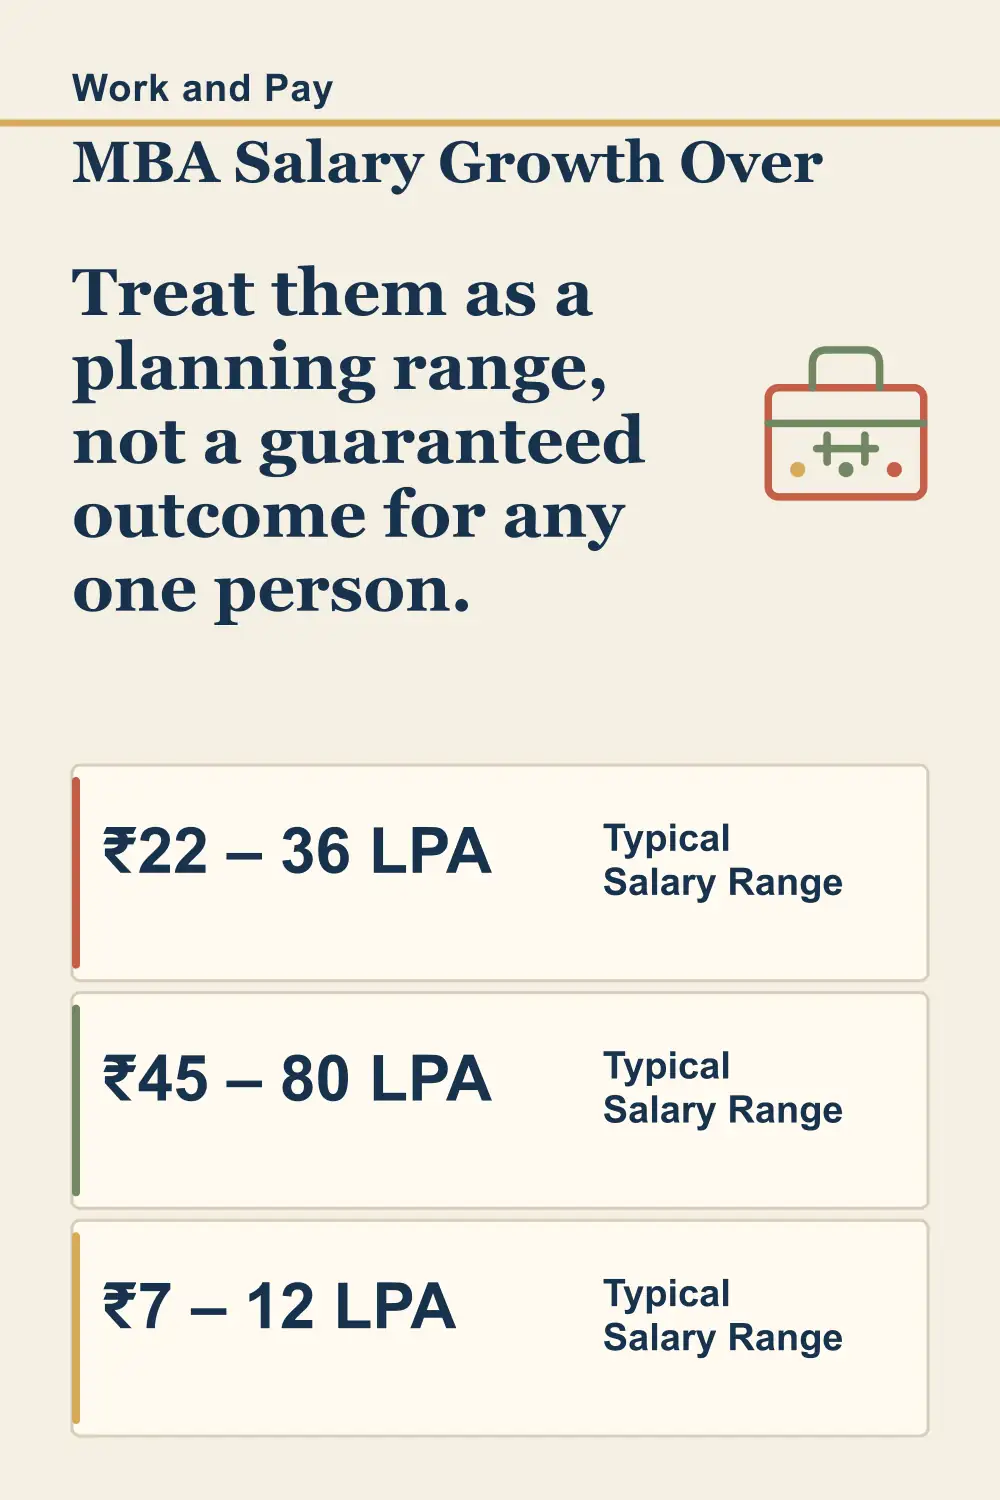 Work and Pay
MBA Salary Growth Over
Treat them as a
planning range,
not a guaranteed
outcome for any
one person.
₹22 – 36 LPA
Typical
Salary Range
₹45 – 80 LPA
Typical
Salary Range
₹7 – 12 LPA
Typical
Salary Range